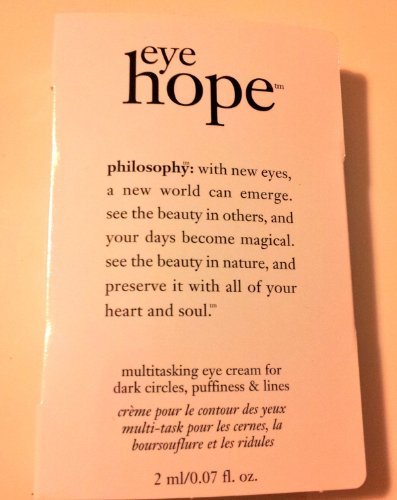 eye
hope™
philosophy:™ with new eyes,
a new world can emerge.
see the beauty in others, and
your days become magical.
see the beauty in nature, and
preserve it with all of your
heart and soul.™
multitasking eye cream for
dark circles, puffiness & lines
crème pour le contour des yeux
multi-task pour les cernes, la
boursouflure et les ridules
2 ml/0.07 fl. oz.